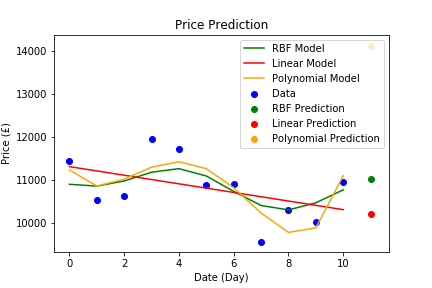 Price Prediction
14000
13000
12000
11000
10000
Price (£)
RBF Model
Linear Model
Polynomial Model
Data
RBF Prediction
Linear Prediction
Polynomial Prediction
0 2 4 6 8 10
Date (Day)